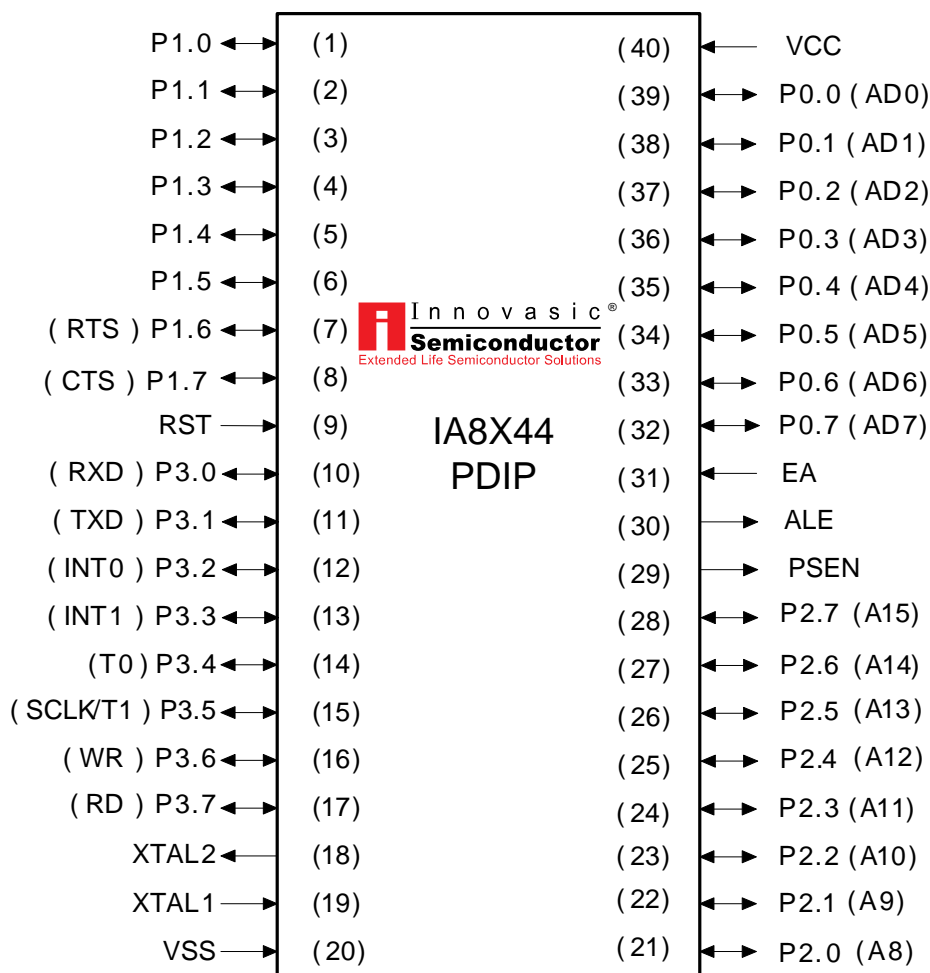 P1.0 (1) (40) VCC
P1.1 (2) (39) P0.0 (AD0)
P1.2 (3) (38) P0.1 (AD1)
P1.3 (4) (37) P0.2 (AD2)
P1.4 (5) (36) P0.3 (AD3)
P1.5 (6) (35) P0.4 (AD4)
Innovasic®
Semiconductor
Extended Life Semiconductor Solutions
(RTS) P1.6 (7) (34) P0.5 (AD5)
(CTS) P1.7 (8) (33) P0.6 (AD6)
RST (9) IA8X44 (32) P0.7 (AD7)
(RXD) P3.0 (10) PDIP (31) EA
(TXD) P3.1 (11) (30) ALE
(INT0) P3.2 (12) (29) PSEN
(INT1) P3.3 (13) (28) P2.7 (A15)
(T0) P3.4 (14) (27) P2.6 (A14)
(SCLK/T1) P3.5 (15) (26) P2.5 (A13)
(WR) P3.6 (16) (25) P2.4 (A12)
(RD) P3.7 (17) (24) P2.3 (A11)
XTAL2 (18) (23) P2.2 (A10)
XTAL1 (19) (22) P2.1 (A9)
VSS (20) (21) P2.0 (A8)